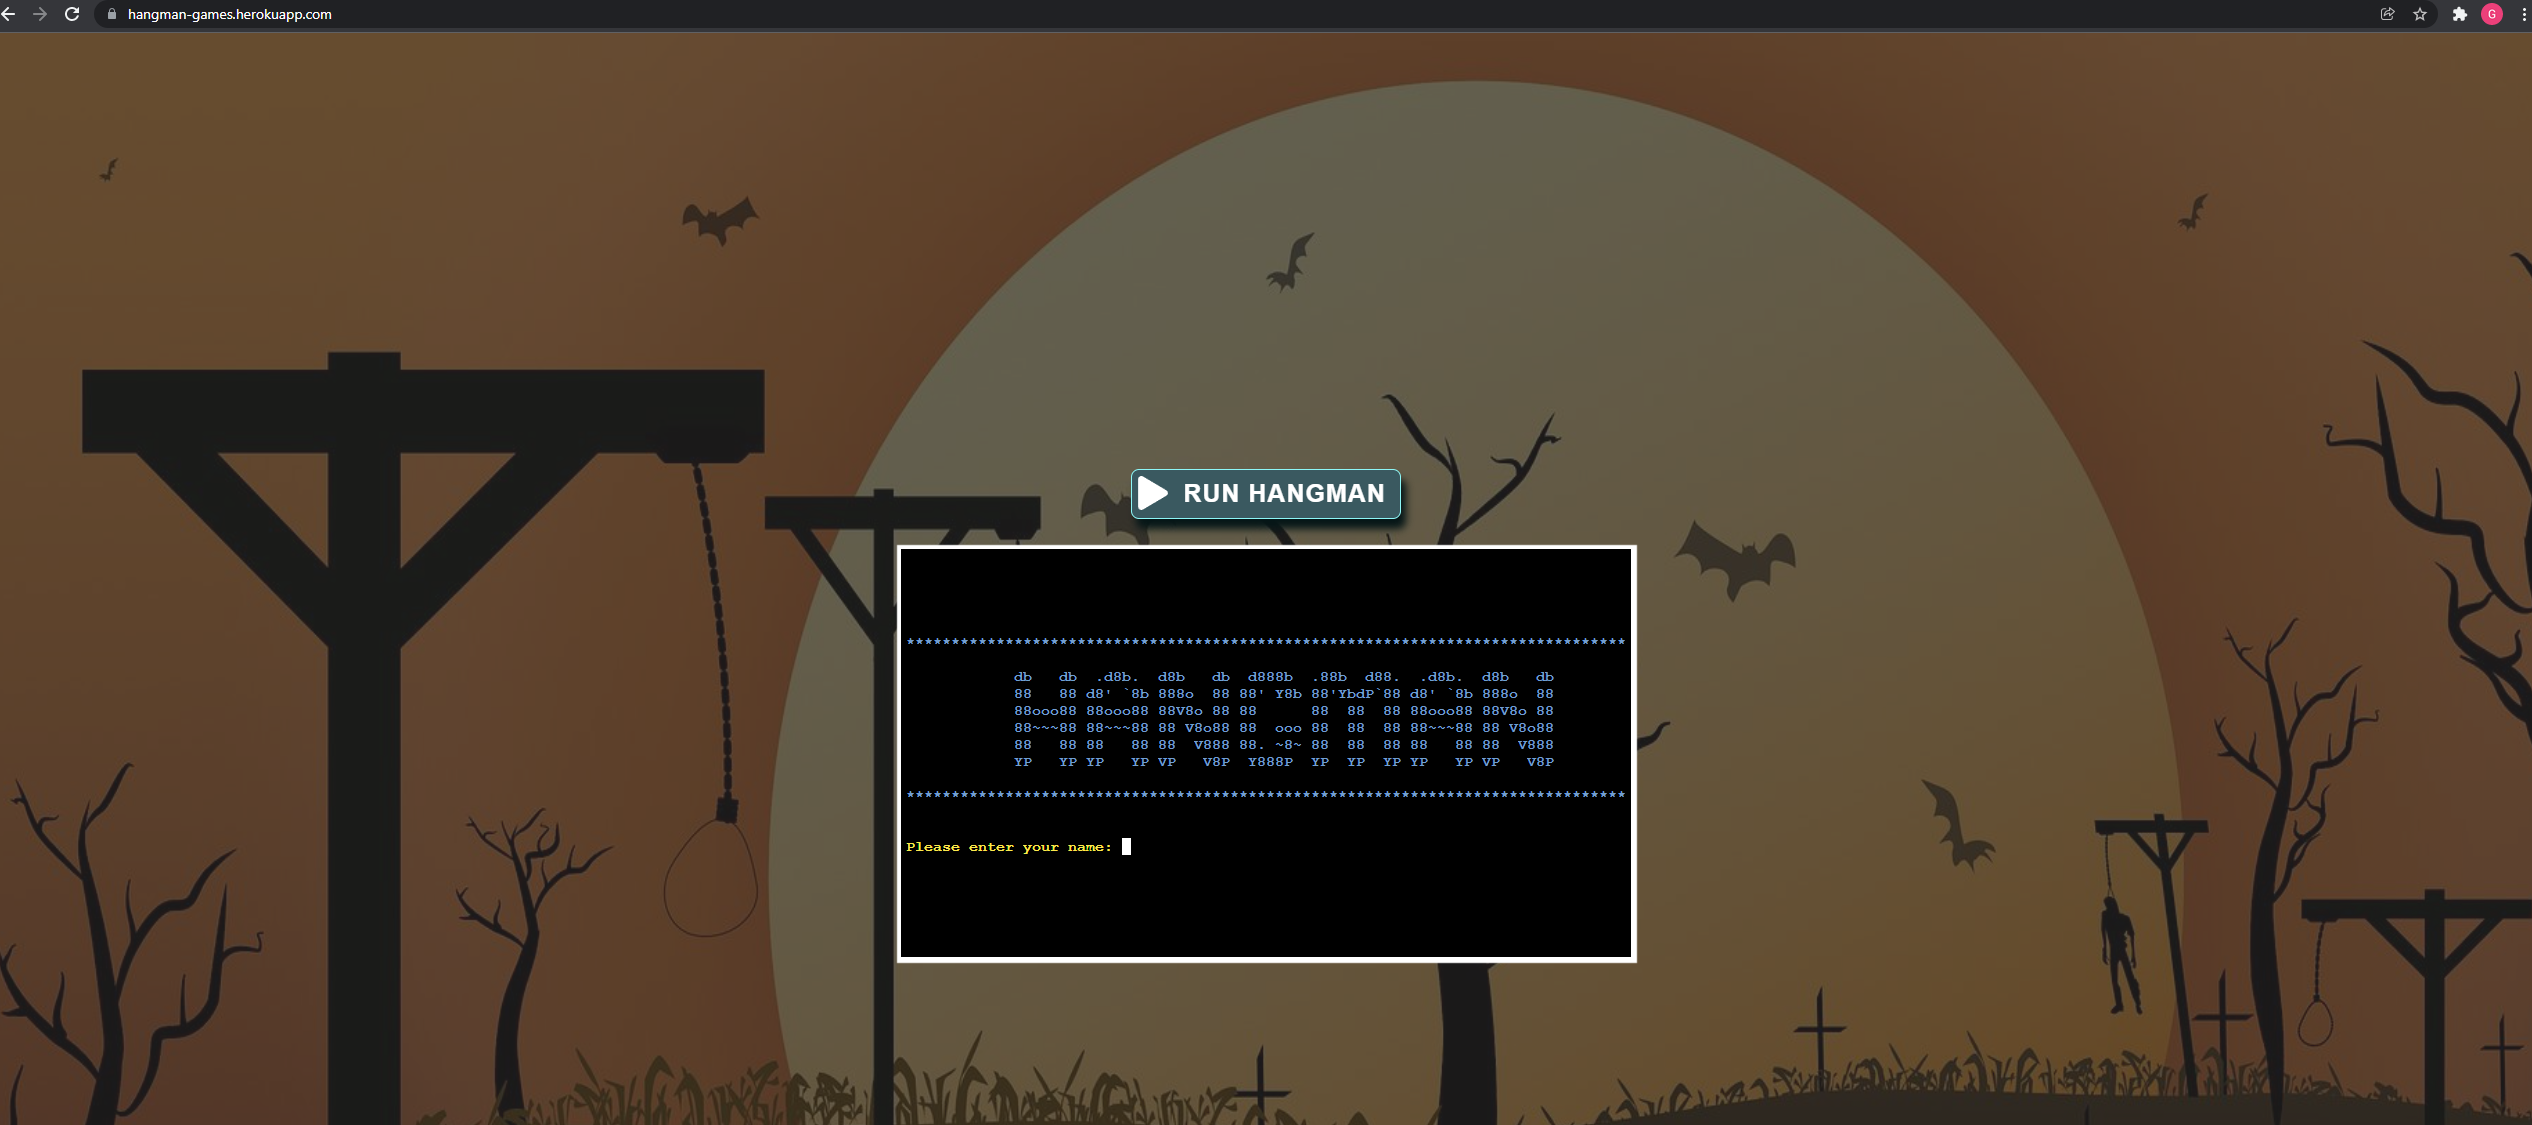 hangman-games.herokuapp.com
G
RUN HANGMAN
********************************************************************************
db   db  .d8b.  d8b   db  d888b  .88b  d88.  .d8b.  d8b   db
88   88 d8' `8b 888o  88 88' Y8b 88'YbdP`88 d8' `8b 888o  88
88ooo88 88ooo88 88V8o 88 88      88  88  88 88ooo88 88V8o 88
88~~~88 88~~~88 88 V8o88 88  ooo 88  88  88 88~~~88 88 V8o88
88   88 88   88 88  V888 88. ~8~ 88  88  88 88   88 88  V888
YP   YP YP   YP VP   V8P  Y888P  YP  YP  YP YP   YP VP   V8P
********************************************************************************
Please enter your name: